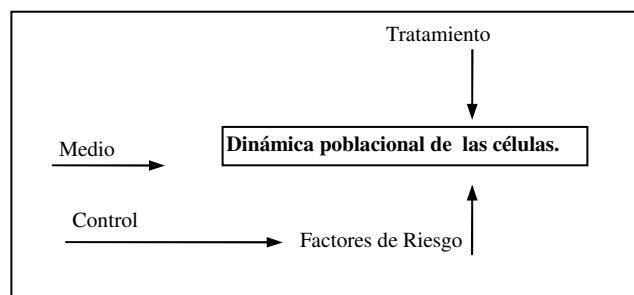 Tratamiento
Dinámica poblacional de las células.
Medio
Control
Factores de Riesgo